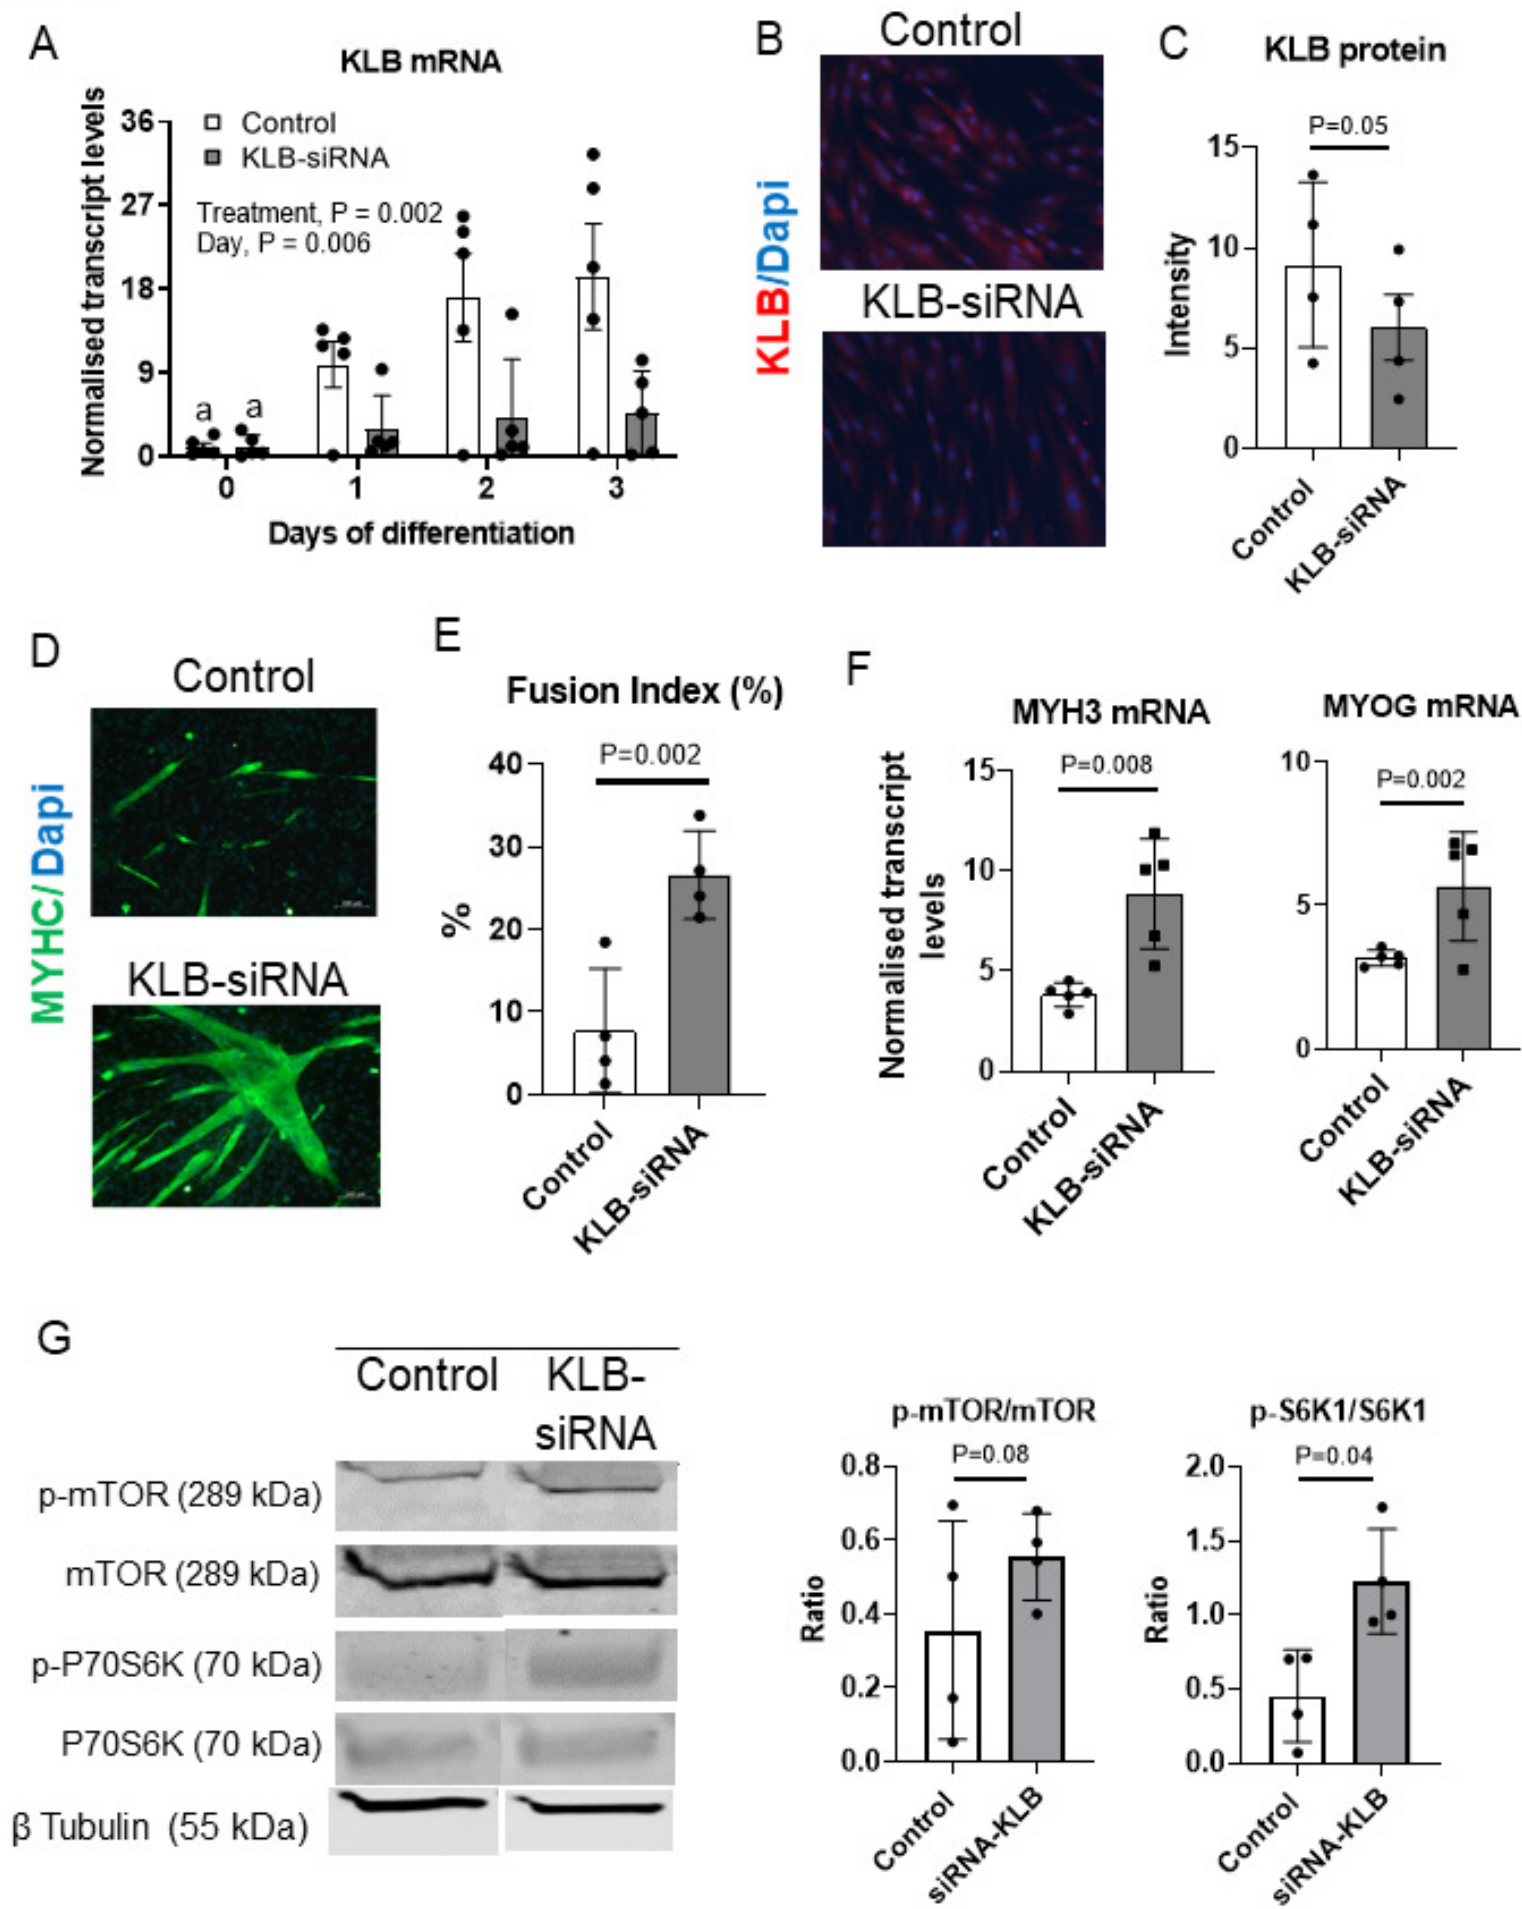 A
KLB mRNA
Normalised transcript levels
36
27
18
9
0
Control
KLB-siRNA
Treatment, P = 0.002
Day, P = 0.006
a
a
0
1
2
3
Days of differentiation
B
Control
KLB/Dapi
KLB-siRNA
C
KLB protein
P=0.05
Intensity
15
10
5
0
Control
KLB-siRNA
D
Control
MYHC/Dapi
KLB-siRNA
E
Fusion Index (%)
P=0.002
%
40
30
20
10
0
Control
KLB-siRNA
F
MYH3 mRNA
P=0.008
Normalised transcript
levels
15
10
5
0
Control
KLB-siRNA
MYOG mRNA
P=0.002
10
5
0
Control
KLB-siRNA
G
Control
KLB-
siRNA
p-mTOR (289 kDa)
mTOR (289 kDa)
p-P70S6K (70 kDa)
P70S6K (70 kDa)
β Tubulin (55 kDa)
p-mTOR/mTOR
P=0.08
Ratio
0.8
0.6
0.4
0.2
0.0
Control
siRNA-KLB
p-S6K1/S6K1
P=0.04
Ratio
2.0
1.5
1.0
0.5
0.0
Control
siRNA-KLB